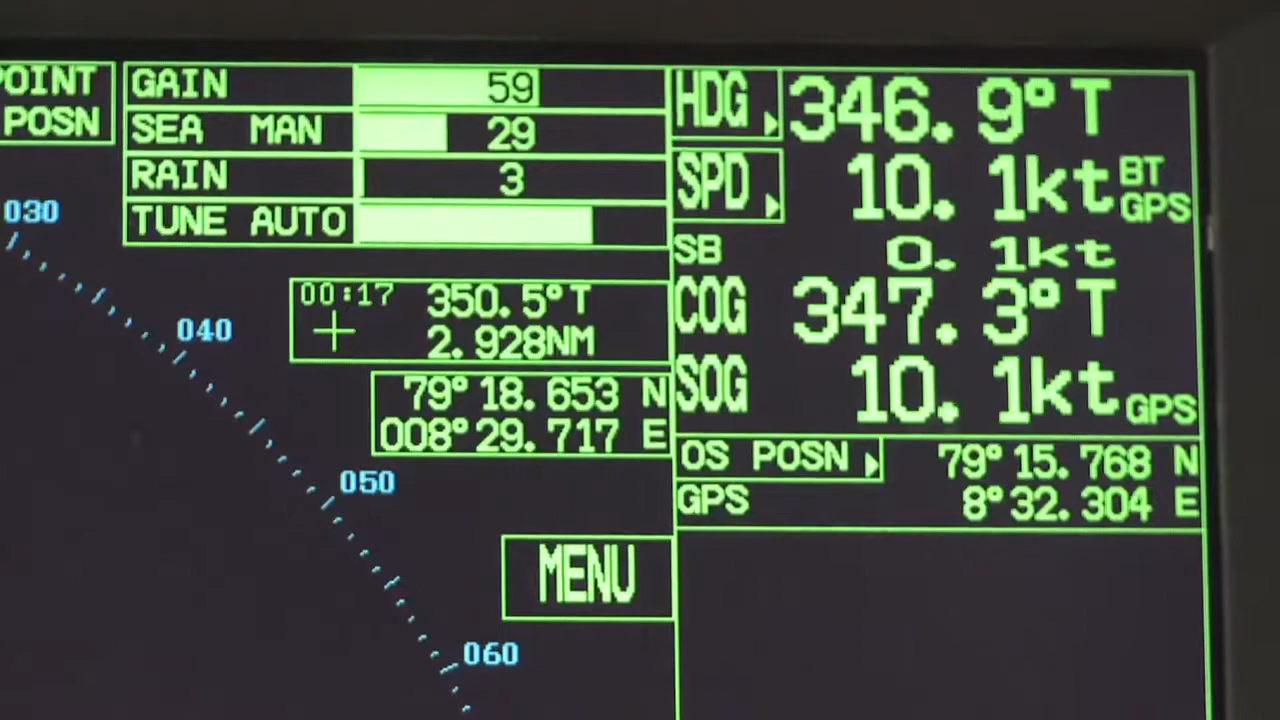 POINT
POSN
GAIN 59
SEA MAN 29
RAIN 3
TUNE AUTO
030
040
050
060
00:17 350.5°T
2.928NM
79°18.653 N
008°29.717 E
MENU
HDG 346.9°T
SPD 10.1kt BT GPS
SB 0.1kt
COG 347.3°T
SOG 10.1kt GPS
OS POSN 79°15.768 N
GPS 8°32.304 E